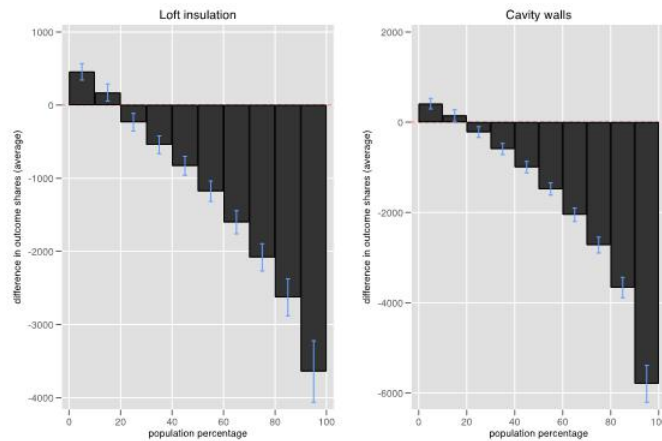 Loft insulation
1000
0
-1000
-2000
-3000
-4000
difference in outcome shares (average)
0 20 40 60 80 100
population percentage
Cavity walls
2000
0
-2000
-4000
-6000
difference in outcome shares (average)
0 20 40 60 80 100
population percentage